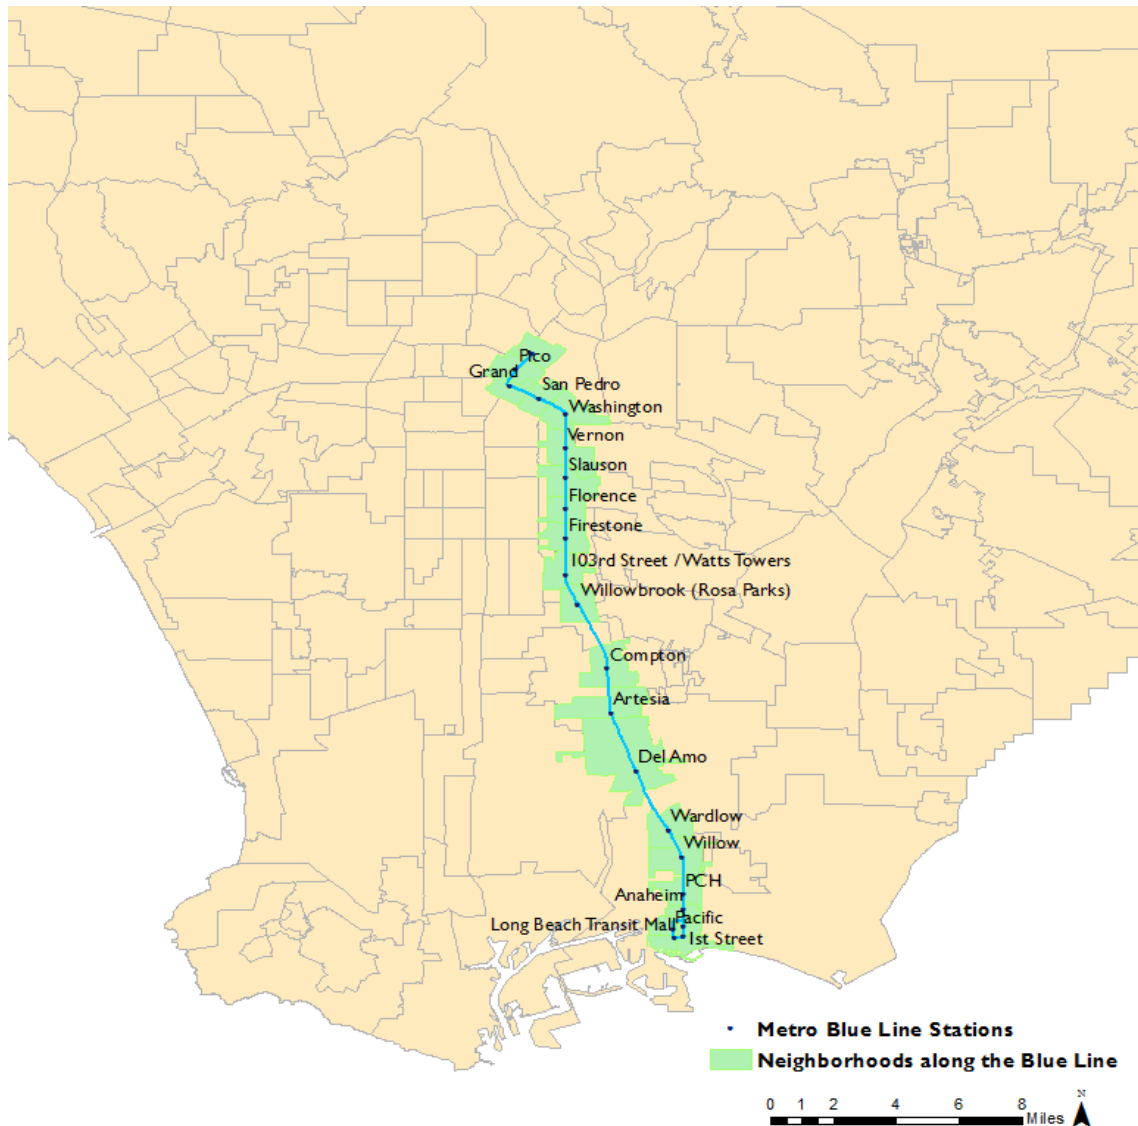 Pico
Grand
San Pedro
Washington
Vernon
Slauson
Florence
Firestone
103rd Street /Watts Towers
Willowbrook (Rosa Parks)
Compton
Artesia
Del Amo
Wardlow
Willow
PCH
Anaheim
Pacific
Long Beach Transit Mall
1st Street
Metro Blue Line Stations
Neighborhoods along the Blue Line
N
0 1 2 4 6 8
Miles